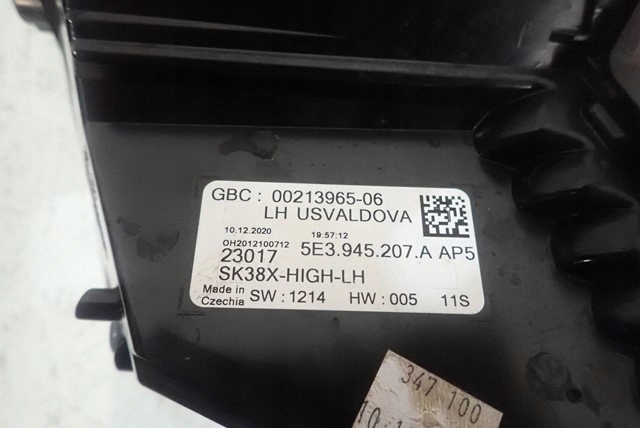 GBC : 00213965-06
LH USVALDOVA
10.12.2020 19:57:12
OH2012100712
23017 5E3.945.207.A AP5
SK38X-HIGH-LH
Made in Czechia SW : 1214 HW : 005 11S
347 100